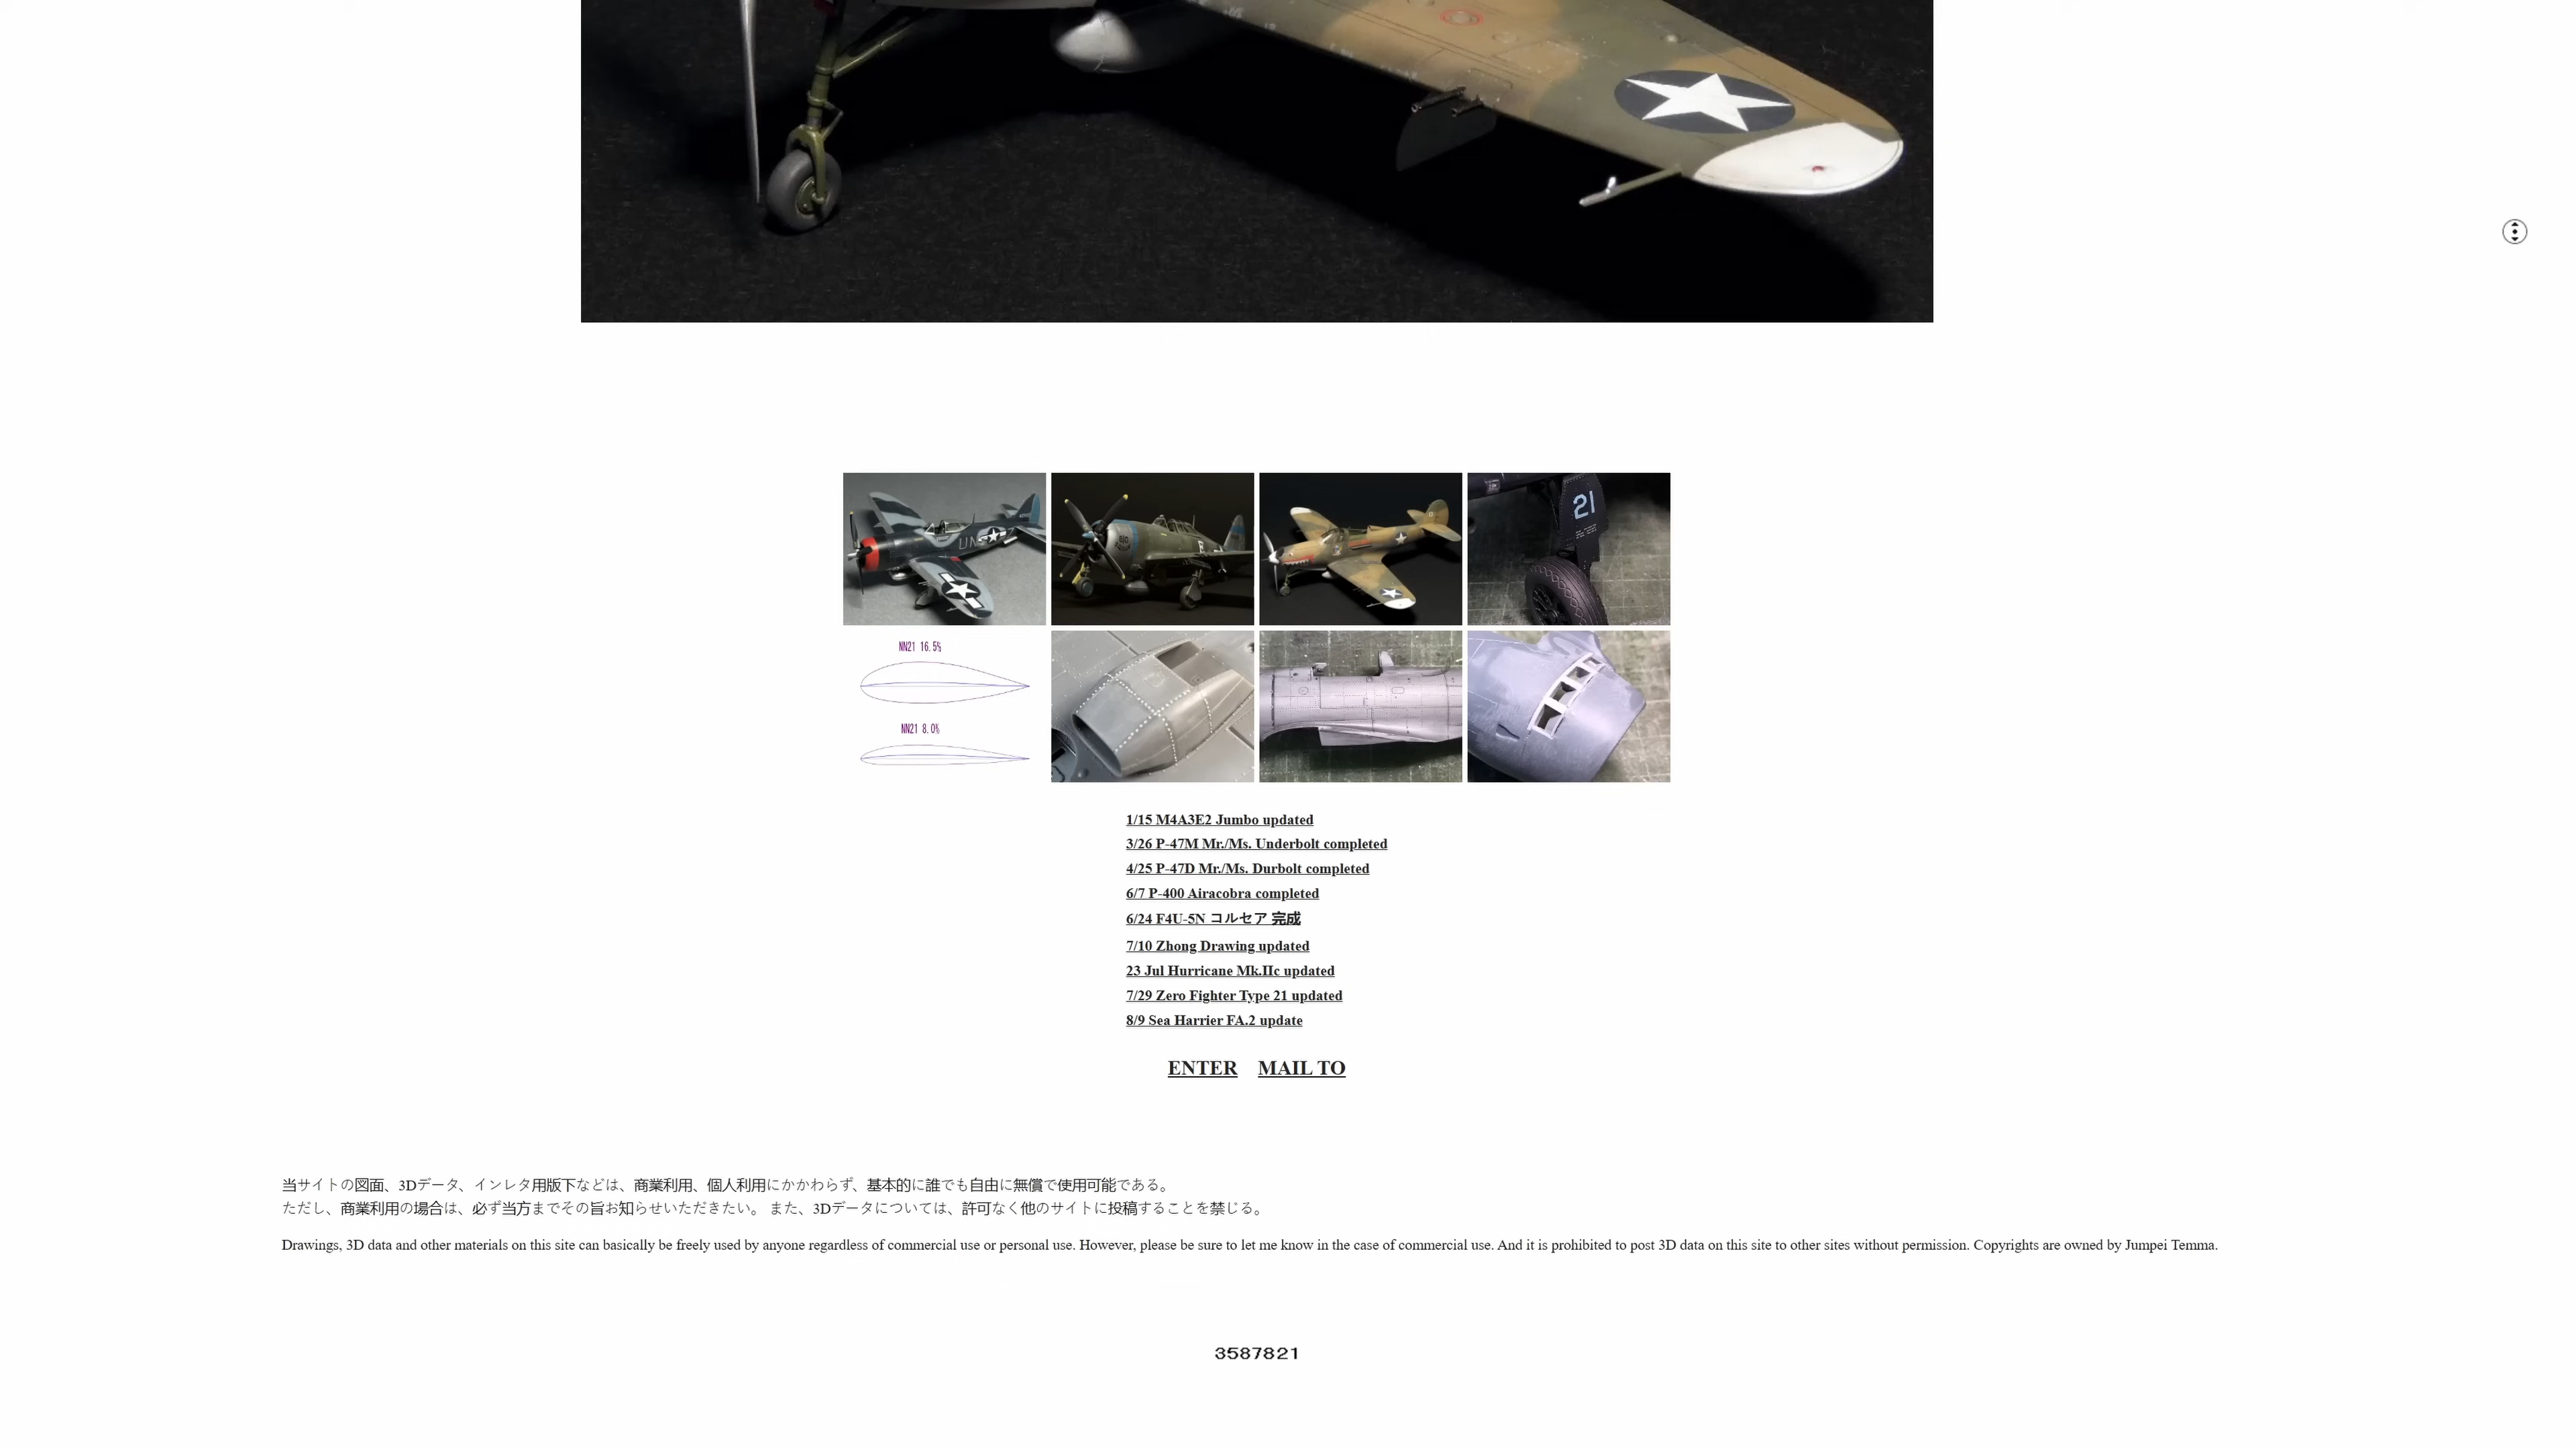 21
NN21 16.5%
NN21 8.0%
1/15 M4A3E2 Jumbo updated
3/26 P-47M Mr./Ms. Underbolt completed
4/25 P-47D Mr./Ms. Durbolt completed
6/7 P-400 Airacobra completed
6/24 F4U-5N コルセア 完成
7/10 Zhong Drawing updated
23 Jul Hurricane Mk.IIc updated
7/29 Zero Fighter Type 21 updated
8/9 Sea Harrier FA.2 update
ENTER MAIL TO
当サイトの図面、3Dデータ、インレタ用版下などは、商業利用、個人利用にかかわらず、基本的に誰でも自由に無償で使用可能である。
ただし、商業利用の場合は、必ず当方までその旨お知らせいただきたい。 また、3Dデータについては、許可なく他のサイトに投稿することを禁じる。
Drawings, 3D data and other materials on this site can basically be freely used by anyone regardless of commercial use or personal use. However, please be sure to let me know in the case of commercial use. And it is prohibited to post 3D data on this site to other sites without permission. Copyrights are owned by Jumpei Temma.
3587821